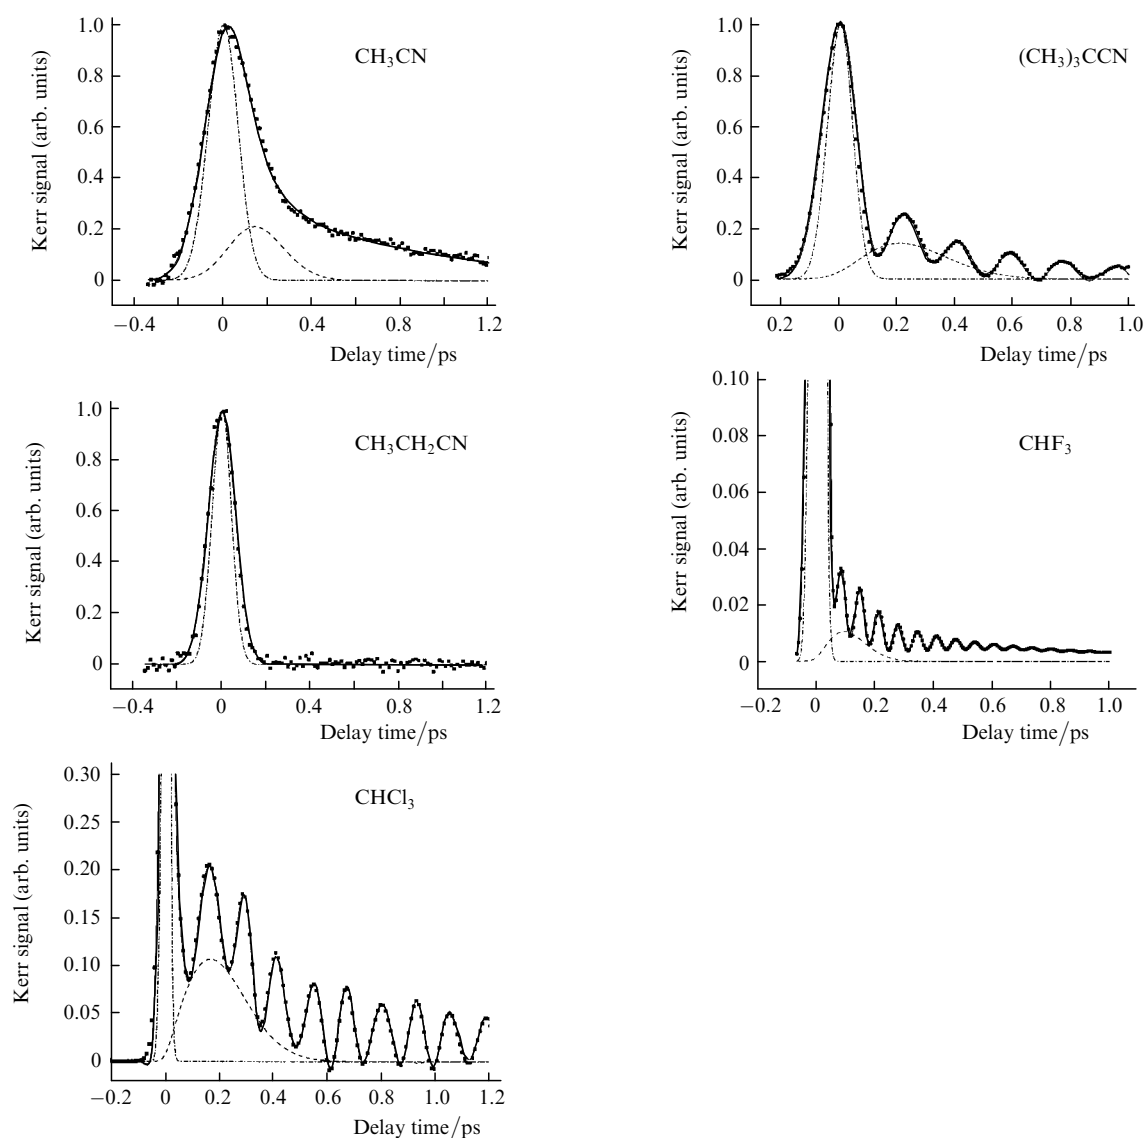 CH₃CN
Kerr signal (arb. units)
1.0
0.8
0.6
0.4
0.2
0
−0.4 0 0.4 0.8 1.2
Delay time/ps
(CH₃)₃CCN
Kerr signal (arb. units)
1.0
0.8
0.6
0.4
0.2
0
0.2 0 0.2 0.4 0.6 0.8 1.0
Delay time/ps
CH₃CH₂CN
Kerr signal (arb. units)
1.0
0.8
0.6
0.4
0.2
0
−0.4 0 0.4 0.8 1.2
Delay time/ps
CHF₃
Kerr signal (arb. units)
0.10
0.08
0.06
0.04
0.02
0
−0.2 0 0.2 0.4 0.6 0.8 1.0
Delay time/ps
CHCl₃
Kerr signal (arb. units)
0.30
0.25
0.20
0.15
0.10
0.05
0
−0.2 0 0.2 0.4 0.6 0.8 1.0 1.2
Delay time/ps